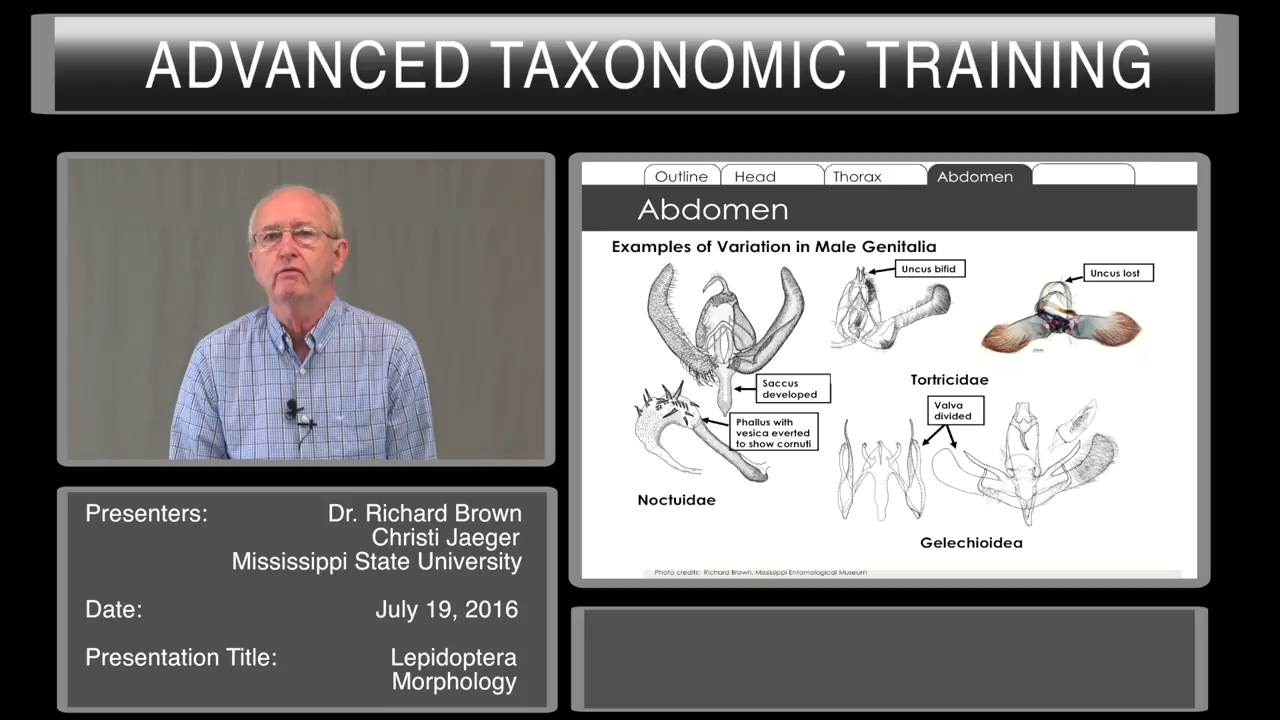 ADVANCED TAXONOMIC TRAINING
Outline
Head
Thorax
Abdomen
Abdomen
Examples of Variation in Male Genitalia
Uncus bifid
Uncus lost
Saccus
developed
Phallus with
vesica everted
to show cornuti
Noctuidae
Tortricidae
Valva
divided
Gelechioidea
Photo credits: Richard Brown, Mississippi Entomological Museum
Presenters: Dr. Richard Brown
Christi Jaeger
Mississippi State University
Date: July 19, 2016
Presentation Title: Lepidoptera
Morphology